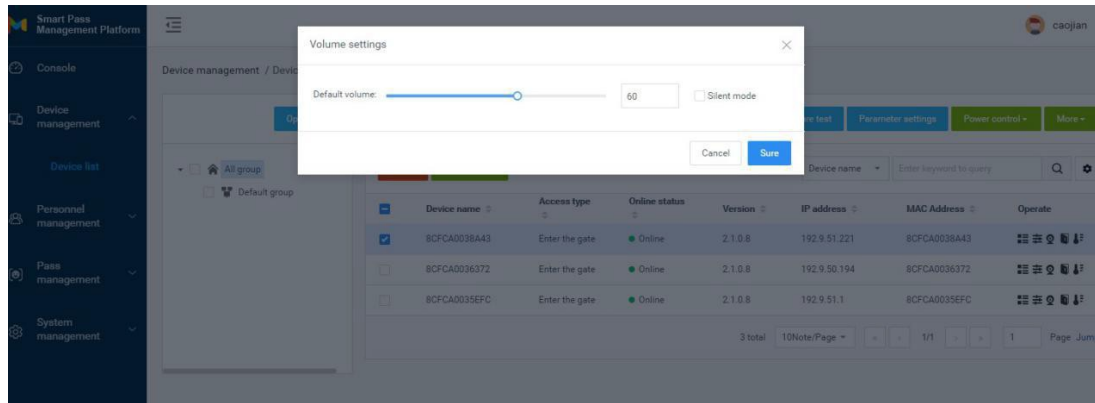 Smart Pass
Management Platform
caojian
Volume settings
Console
Device management / Devic
Default volume:
60
Silent mode
Device
management
Op
re test
Parameter settings
Power control
More
Cancel
Sure
Device list
All group
Device name
Enter keyword to query
Default group
Personnel
management
Device name
Access type
Online status
Version
IP address
MAC Address
Operate
8CFCA0038A43
Enter the gate
Online
2.1.0.8
192.9.51.221
8CFCA0038A43
Pass
management
8CFCA0036372
Enter the gate
Online
2.1.0.8
192.9.50.194
8CFCA0036372
8CFCA0035EFC
Enter the gate
Online
2.1.0.8
192.9.51.1
8CFCA0035EFC
System
management
3 total
10Note/Page
1/1
1
Page
Jum